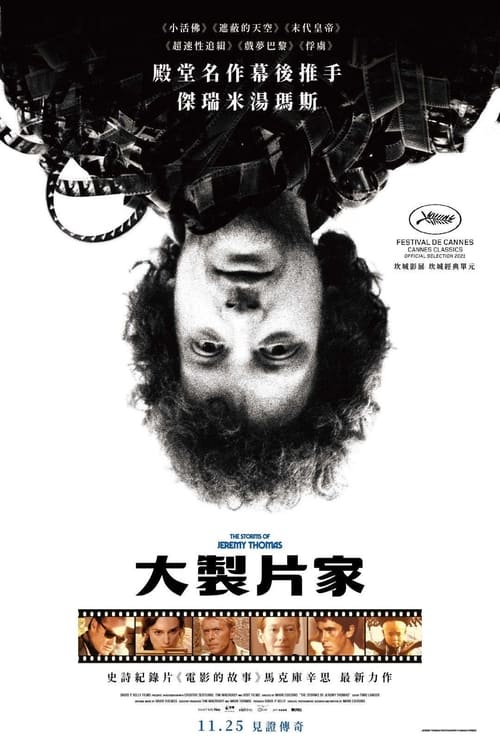 《小活佛》《遮蔽的天空》《末代皇帝》
《超速性追緝》《戲夢巴黎》《俘虜》
殿堂名作幕後推手
傑瑞米湯瑪斯
FESTIVAL DE CANNES
CANNES CLASSICS
OFFICIAL SELECTION 2021
坎城影展 坎城經典單元
THE STORMS OF
JEREMY THOMAS
大製片家
史詩紀錄片《電影的故事》馬克庫辛思 最新力作
11.25 見證傳奇